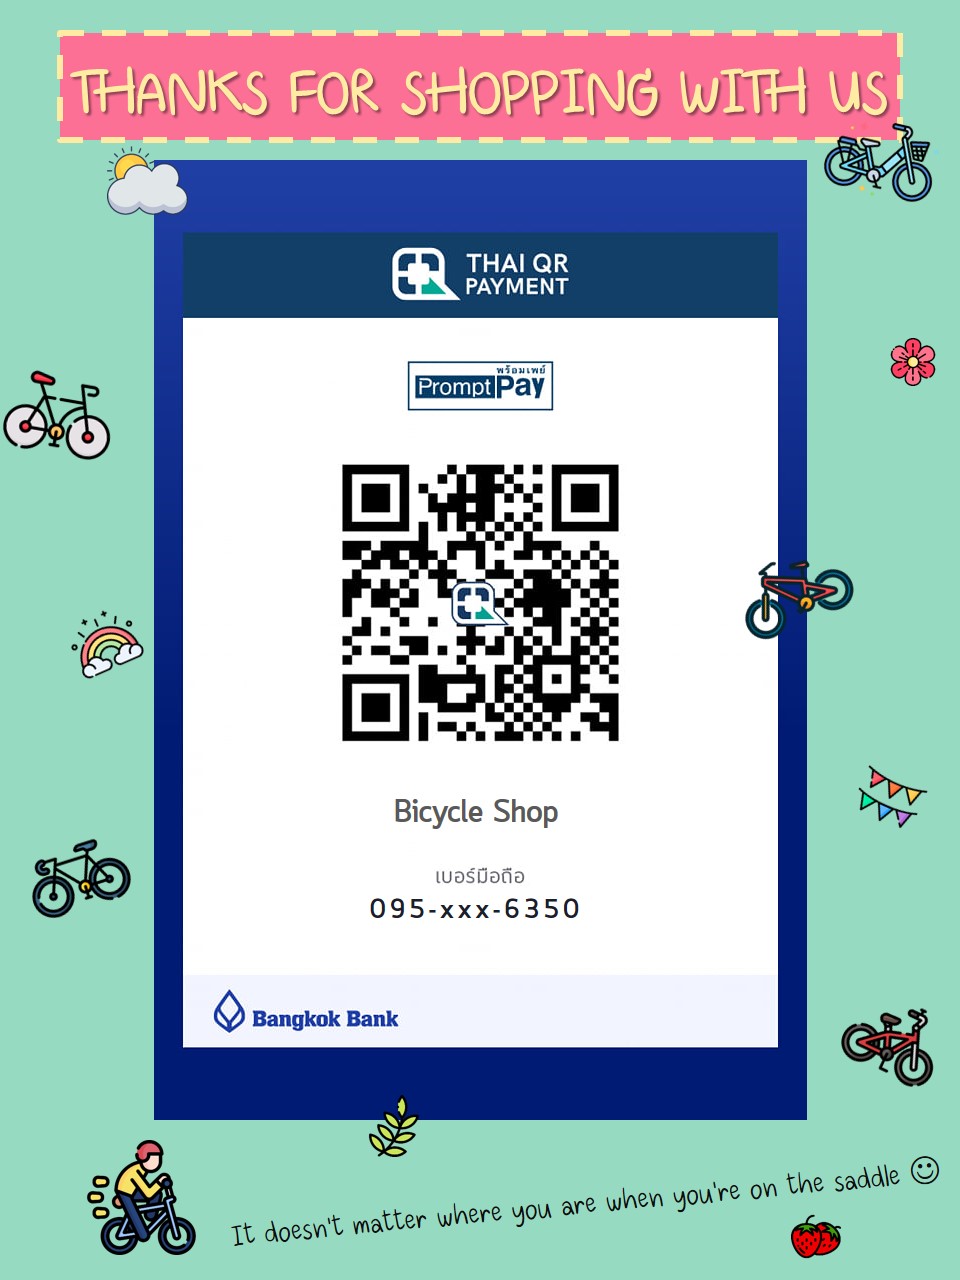 THANKS FOR SHOPPING WITH US
THAI QR
PAYMENT
พร้อมเพย์
PromptPay
Bicycle Shop
เบอร์มือถือ
095-xxx-6350
Bangkok Bank
It doesn't matter where you are when you're on the saddle